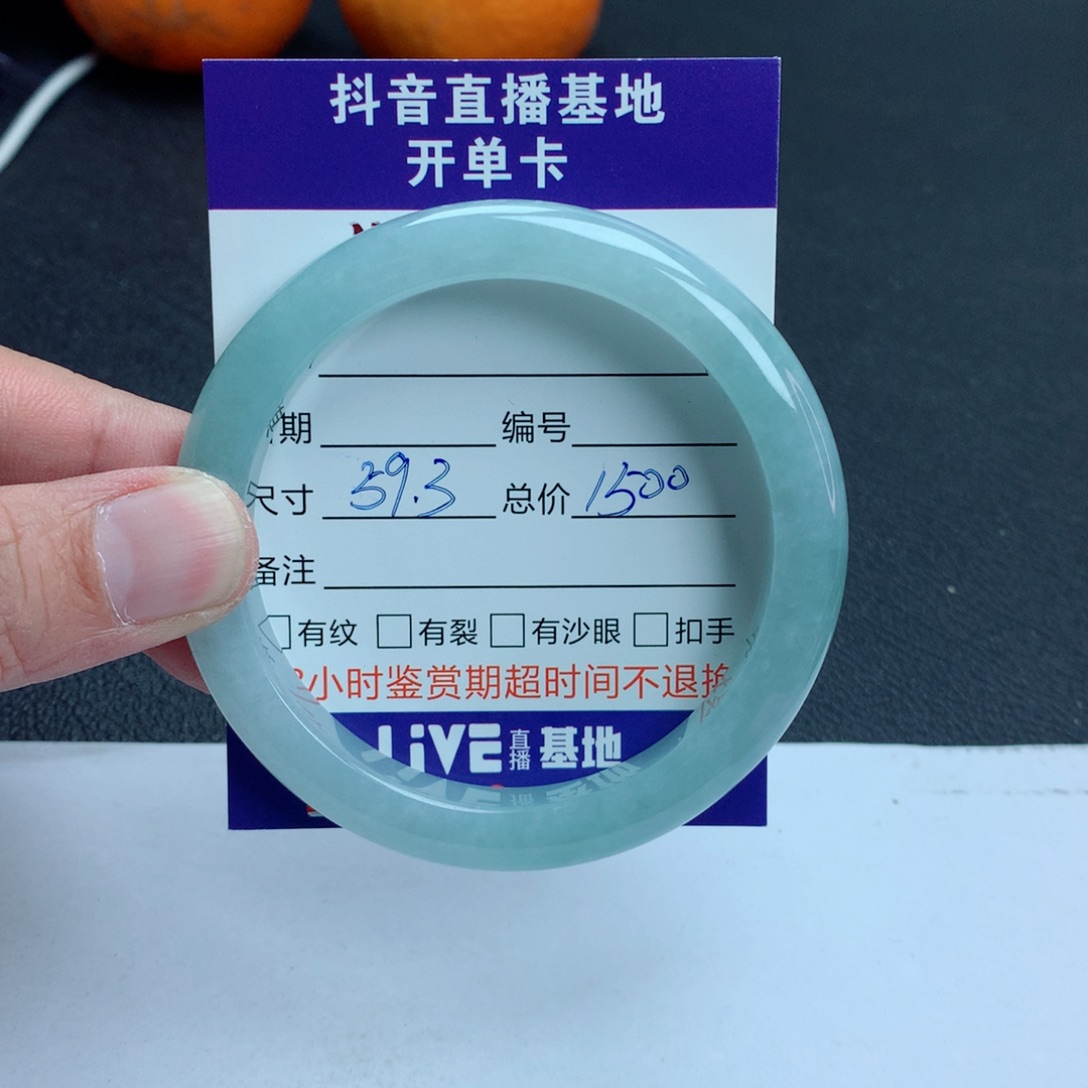 抖音直播基地
开单卡
期 编号
尺寸 59.3 总价 1500
备注
有纹 有裂 有沙眼 扣手
小时鉴赏期超时间不退换
LiVE 直播 基地